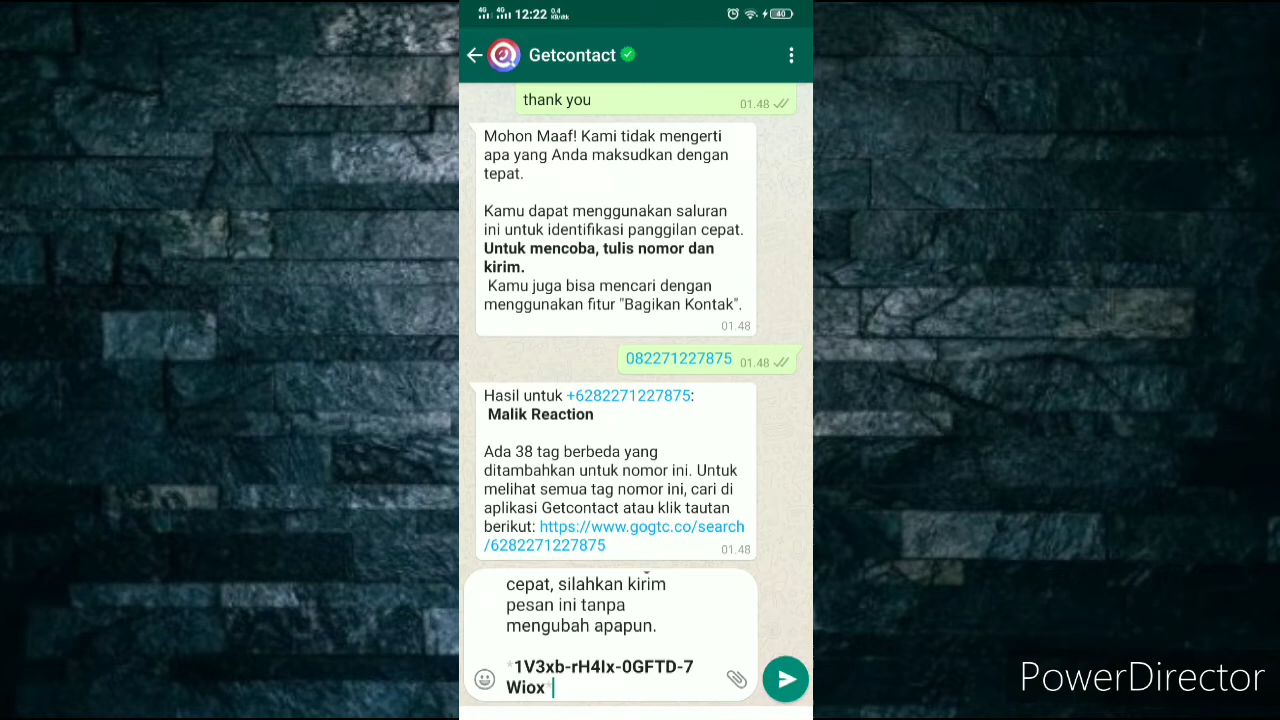 4G 4G 12:22 0,4 KB/dtk 40
Getcontact
thank you 01.48
Mohon Maaf! Kami tidak mengerti
apa yang Anda maksudkan dengan
tepat.
Kamu dapat menggunakan saluran
ini untuk identifikasi panggilan cepat.
Untuk mencoba, tulis nomor dan
kirim.
Kamu juga bisa mencari dengan
menggunakan fitur "Bagikan Kontak".
01.48
082271227875 01.48
Hasil untuk +6282271227875:
Malik Reaction
Ada 38 tag berbeda yang
ditambahkan untuk nomor ini. Untuk
melihat semua tag nomor ini, cari di
aplikasi Getcontact atau klik tautan
berikut: https://www.gogtc.co/search
/6282271227875 01.48
cepat, silahkan kirim
pesan ini tanpa
mengubah apapun.
*1V3xb-rH4Ix-0GFTD-7
Wiox*
PowerDirector